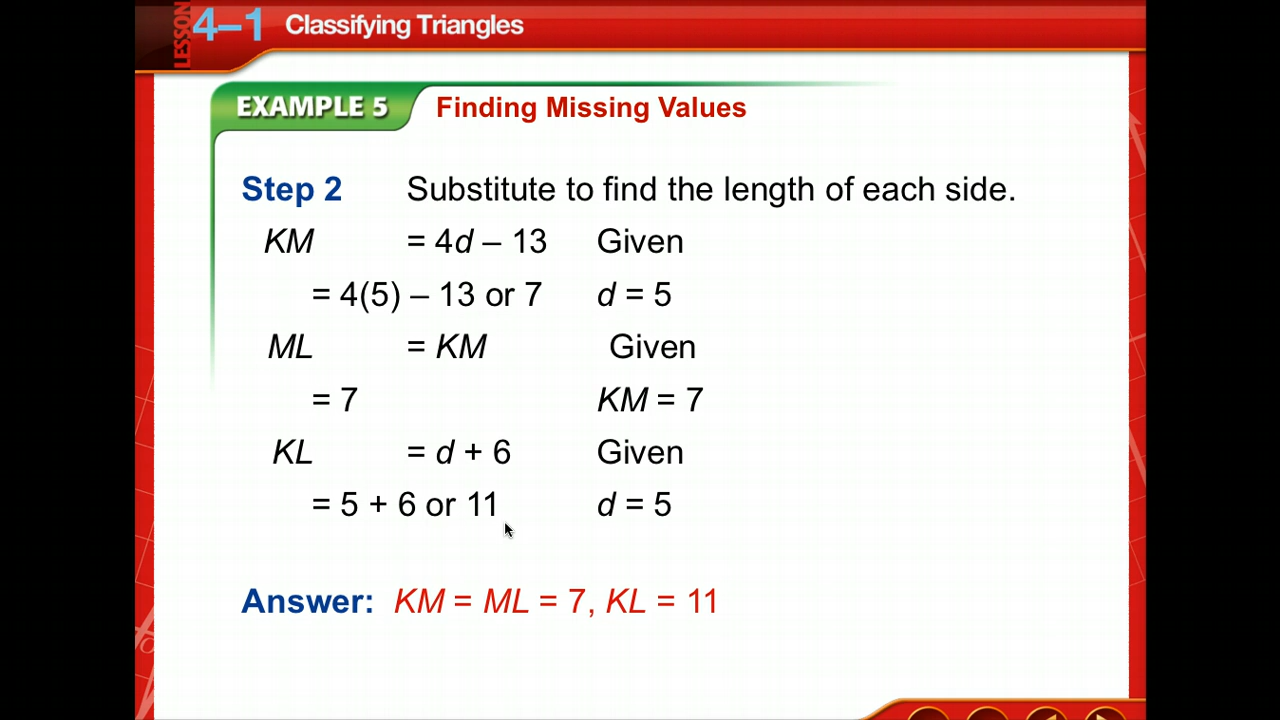 LESSON 4–1 Classifying Triangles
EXAMPLE 5 Finding Missing Values
Step 2 Substitute to find the length of each side.
KM = 4d – 13 Given
= 4(5) – 13 or 7 d = 5
ML = KM Given
= 7 KM = 7
KL = d + 6 Given
= 5 + 6 or 11 d = 5
Answer: KM = ML = 7, KL = 11